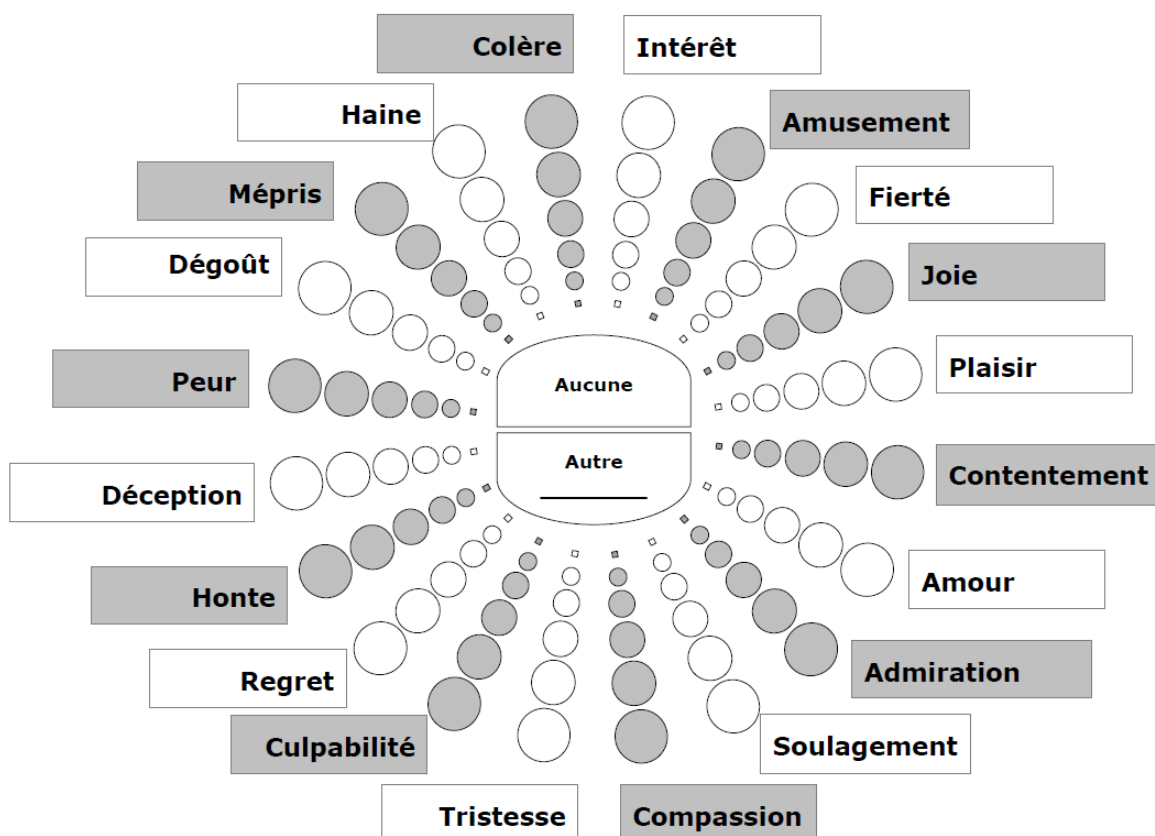 Colère
Intérêt
Haine
Amusement
Mépris
Fierté
Dégoût
Joie
Peur
Plaisir
Aucune
Autre
Déception
Contentement
Honte
Amour
Regret
Admiration
Culpabilité
Soulagement
Tristesse
Compassion